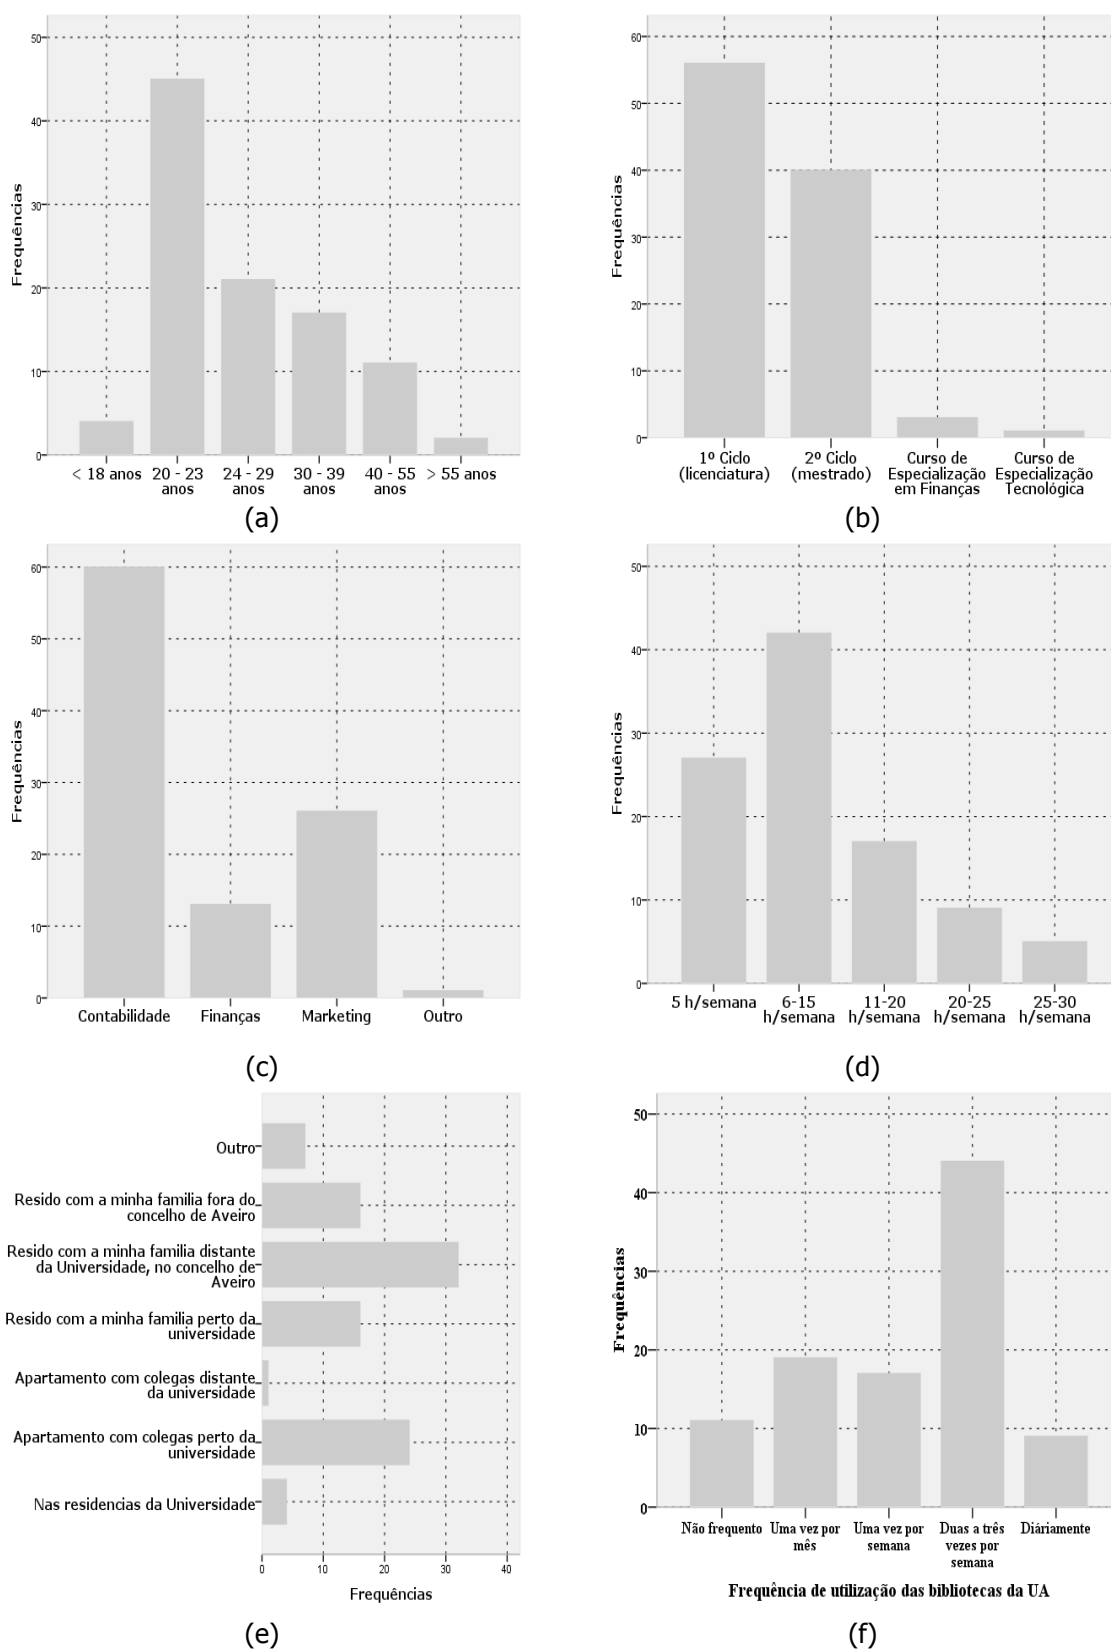 50
40
30
20
10
0
Frequências
< 18 anos
20 - 23
anos
24 - 29
anos
30 - 39
anos
40 - 55
anos
> 55 anos
(a)
60
50
40
30
20
10
0
Frequências
1º Ciclo
(licenciatura)
2º Ciclo
(mestrado)
Curso de
Especialização
em Finanças
Curso de
Especialização
Tecnológica
(b)
60
50
40
30
20
10
0
Frequências
Contabilidade
Finanças
Marketing
Outro
(c)
50
40
30
20
10
0
Frequências
5 h/semana
6-15
h/semana
11-20
h/semana
20-25
h/semana
25-30
h/semana
(d)
Outro
Resido com a minha familia fora do
concelho de Aveiro
Resido com a minha familia distante
da Universidade, no concelho de
Aveiro
Resido com a minha familia perto da
universidade
Apartamento com colegas distante
da universidade
Apartamento com colegas perto da
universidade
Nas residencias da Universidade
0
10
20
30
40
Frequências
(e)
50
40
30
20
10
0
Frequências
Não frequento
Uma vez por
mês
Uma vez por
semana
Duas a três
vezes por
semana
Diáriamente
Frequência de utilização das bibliotecas da UA
(f)